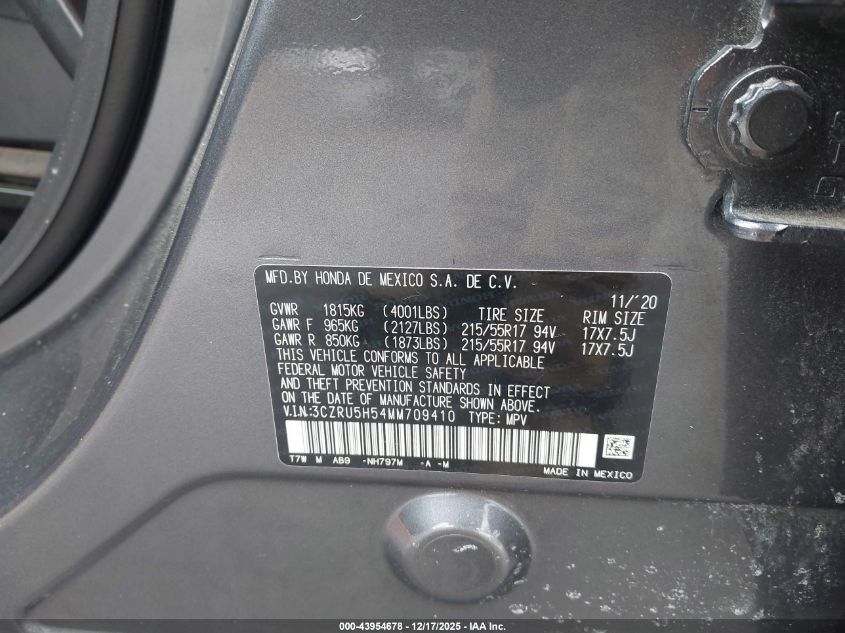 MFD.BY HONDA DE MEXICO S.A. DE C.V.
11/'20
GVWR 1815KG (4001LBS) TIRE SIZE RIM SIZE
GAWR F 965KG (2127LBS) 215/55R17 94V 17X7.5J
GAWR R 850KG (1873LBS) 215/55R17 94V 17X7.5J
THIS VEHICLE CONFORMS TO ALL APPLICABLE
FEDERAL MOTOR VEHICLE SAFETY
AND THEFT PREVENTION STANDARDS IN EFFECT
ON THE DATE OF MANUFACTURE SHOWN ABOVE.
V.I.N.:3CZRU5H54MM709410 TYPE: MPV
T7W M AB9 -NH797M -A -M
MADE IN MEXICO
000-43954678 - 12/17/2025 - IAA Inc.